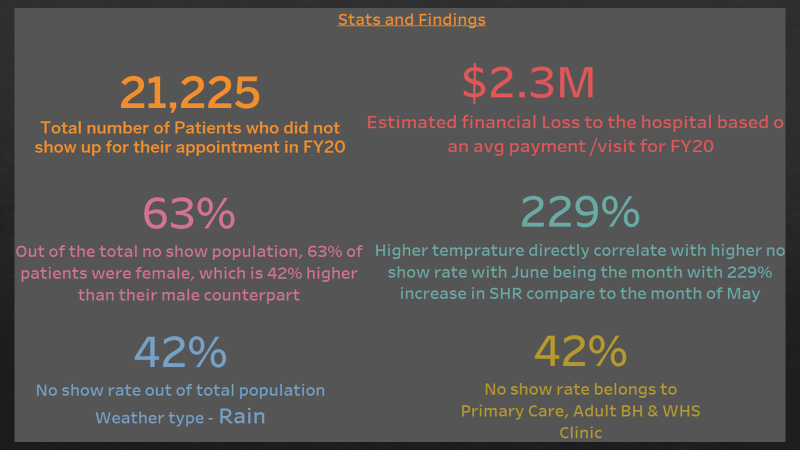 Stats and Findings
21,225
Total number of Patients who did not
show up for their appointment in FY20
$2.3M
Estimated financial Loss to the hospital based o
an avg payment /visit for FY20
63%
Out of the total no show population, 63% of
patients were female, which is 42% higher
than their male counterpart
229%
Higher temprature directly correlate with higher no
show rate with June being the month with 229%
increase in SHR compare to the month of May
42%
No show rate out of total population
Weather type - Rain
42%
No show rate belongs to
Primary Care, Adult BH & WHS
Clinic